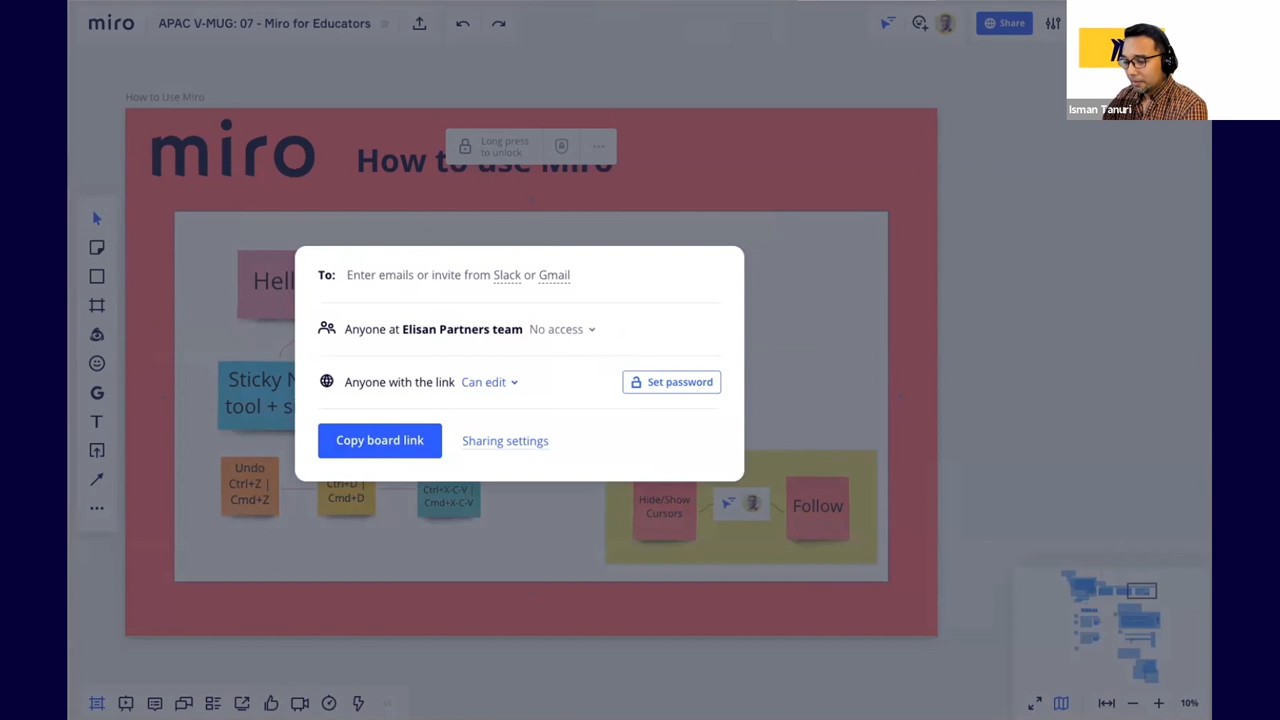 miro
APAC V-MUG: 07 - Miro for Educators
Share
Isman Tanuri
How to Use Miro
miro
How to use Miro
Long press
to unlock
Hell
To: Enter emails or invite from Slack or Gmail
Anyone at Elisan Partners team No access
Anyone with the link Can edit
Set password
Copy board link
Sharing settings
Sticky N
tool + s
Undo
Ctrl+Z |
Cmd+Z
Ctrl+D |
Cmd+D
Ctrl+X-C-V |
Cmd+X-C-V
Hide/Show
Cursors
Follow
10%